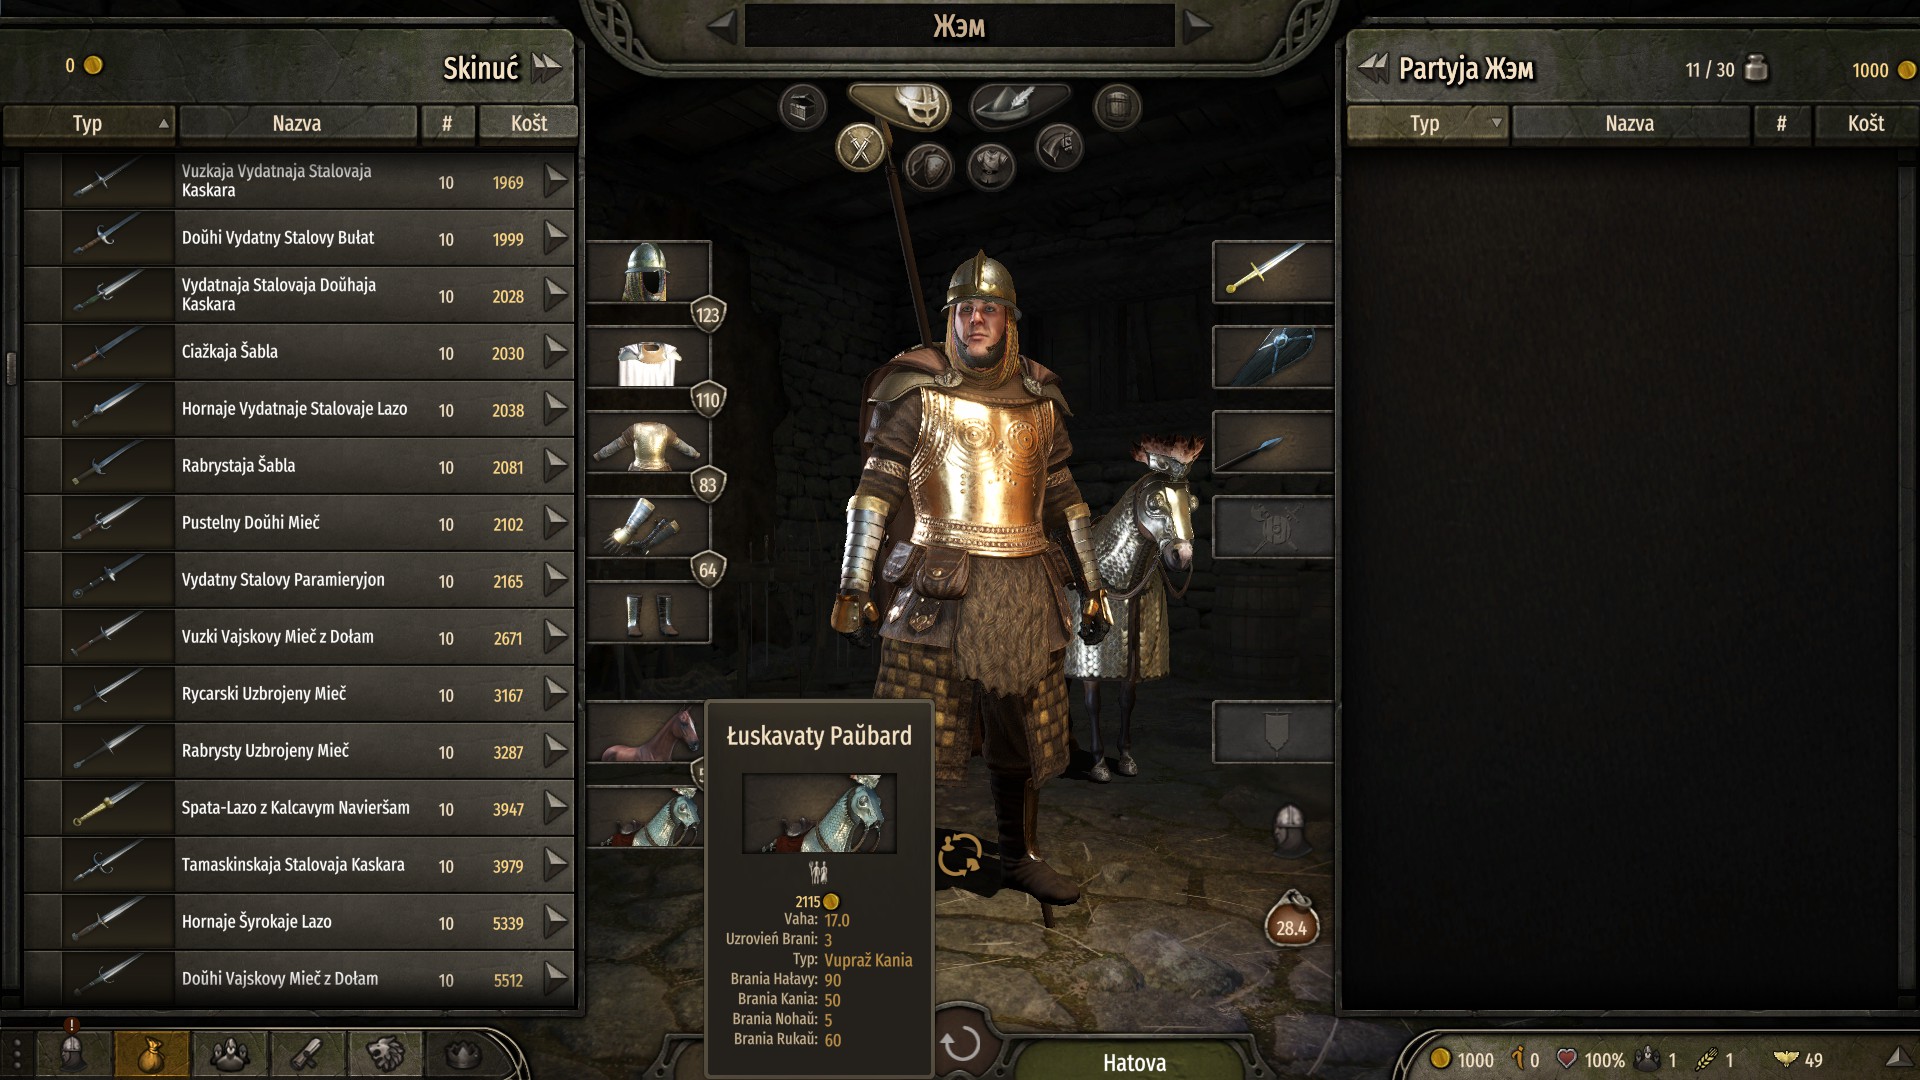 Жэм
0
Skinuć
Typ
Nazva
#
Košt
Vuzkaja Vydatnaja Stalovaja
Kaskara
10
1969
Doŭhi Vydatny Stalovy Bułat
10
1999
Vydatnaja Stalovaja Doŭhaja
Kaskara
10
2028
Ciažkaja Šabla
10
2030
Hornaje Vydatnaje Stalovaje Lazo
10
2038
Rabrystaja Šabla
10
2081
Pustelny Doŭhi Mieč
10
2102
Vydatny Stalovy Paramieryjon
10
2165
Vuzki Vajskovy Mieč z Dołam
10
2671
Rycarski Uzbrojeny Mieč
10
3167
Rabrysty Uzbrojeny Mieč
10
3287
Spata-Lazo z Kalcavym Navieršam
10
3947
Tamaskinskaja Stalovaja Kaskara
10
3979
Hornaje Šyrokaje Lazo
10
5339
Doŭhi Vajskovy Mieč z Dołam
10
5512
123
110
83
64
Łuskavaty Paŭbard
2115
Vaha: 17.0
Uzrovień Brani: 3
Typ: Vupraž Kania
Brania Hałavy: 90
Brania Kania: 50
Brania Nohaŭ: 5
Brania Rukaŭ: 60
28.4
Hatova
Partyja Жэм
11 / 30
1000
Typ
Nazva
#
Košt
!
1000
0
100%
1
1
49